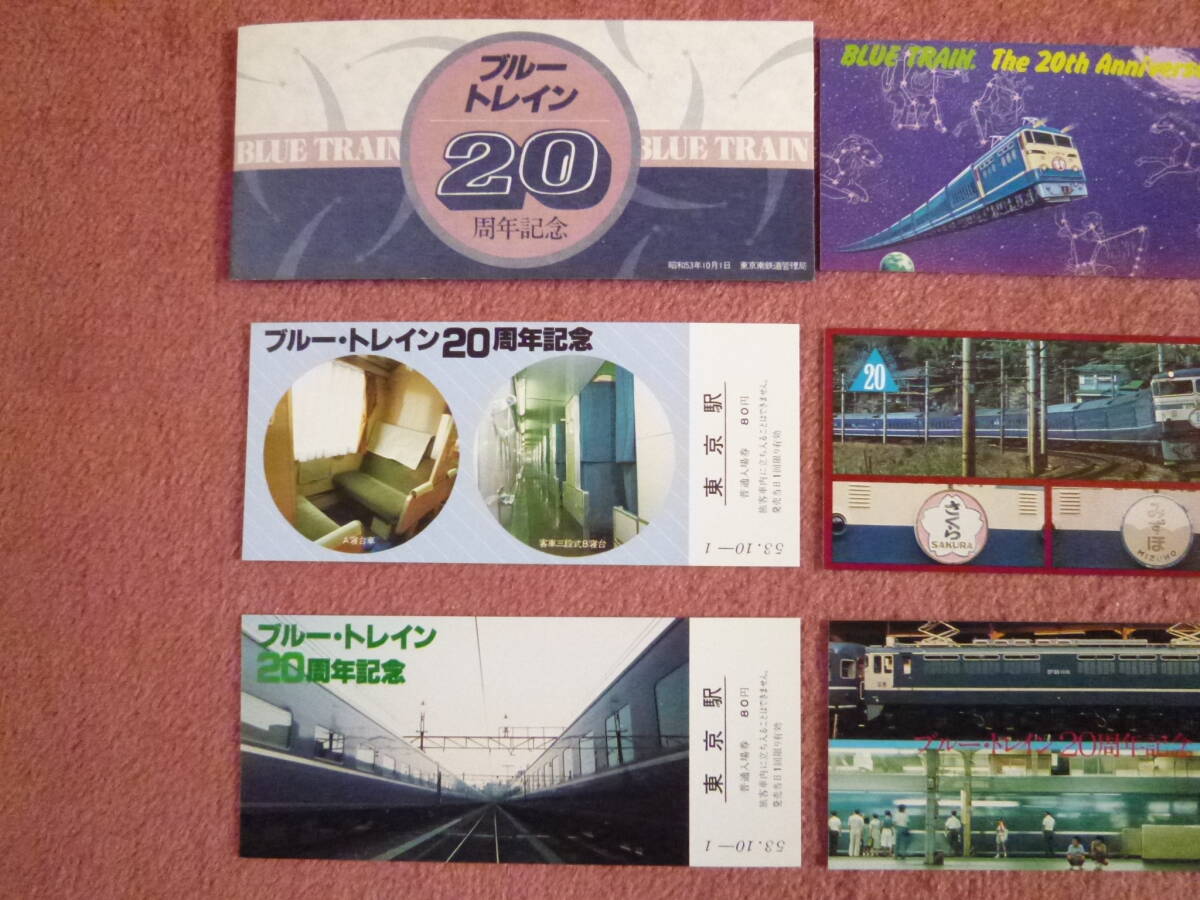 ブルー
トレイン
20
周年記念
BLUE TRAIN
BLUE TRAIN
昭和53年10月1日 東京南鉄道管理局
BLUE TRAIN. The 20th
ブルー・トレイン20周年記念
A寝台車
客車三段式B寝台
東京駅
普通入場券 80円
旅客車内に立ち入ることはできません。
発売当日1回限り有効
53.10—1
20
さくら
SAKURA
みずほ
MIZUHO
ブルー・トレイン
20周年記念
東京駅
普通入場券 80円
旅客車内に立ち入ることはできません。
発売当日1回限り有効
53.10—1
ブルー・トレイン 20周年記念